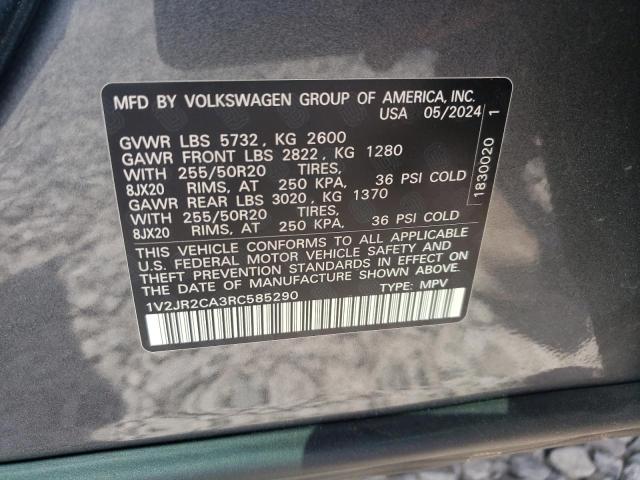 MFD BY VOLKSWAGEN GROUP OF AMERICA, INC.
USA 05/2024
GVWR LBS 5732, KG 2600
GAWR FRONT LBS 2822, KG 1280
WITH 255/50R20 TIRES,
8JX20 RIMS, AT 250 KPA, 36 PSI COLD
GAWR REAR LBS 3020, KG 1370
WITH 255/50R20 TIRES,
8JX20 RIMS, AT 250 KPA, 36 PSI COLD
THIS VEHICLE CONFORMS TO ALL APPLICABLE
U.S. FEDERAL MOTOR VEHICLE SAFETY AND
THEFT PREVENTION STANDARDS IN EFFECT ON
THE DATE OF MANUFACTURE SHOWN ABOVE.
1V2JR2CA3RC585290 TYPE: MPV
1830020 1